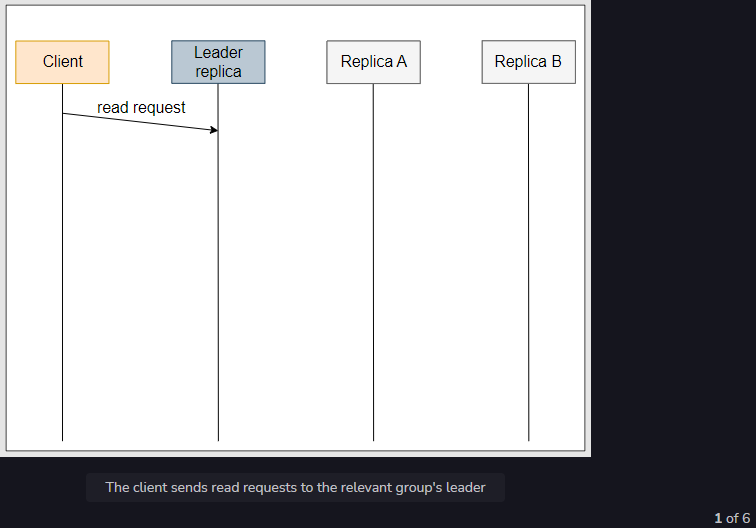 Client
Leader
replica
Replica A
Replica B
read request
The client sends read requests to the relevant group's leader
1 of 6